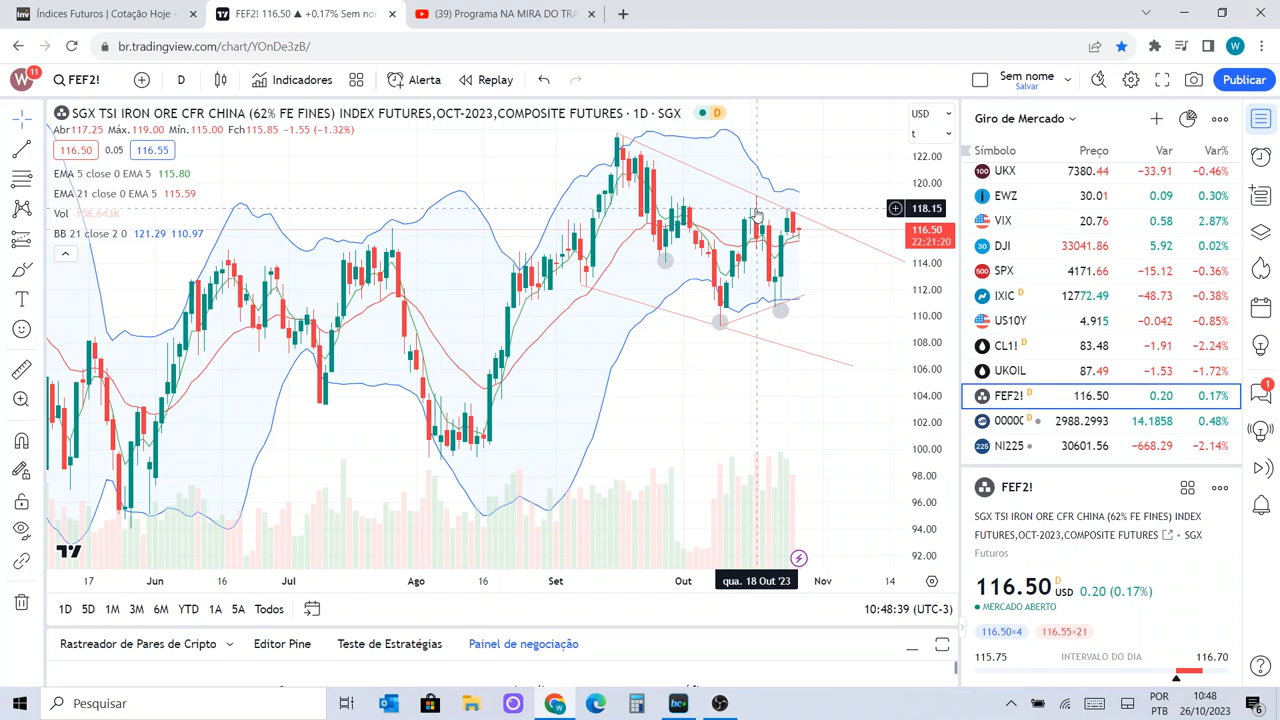 Índices Futuros | Cotação Hoje -
FEF2! 116.50 ▲ +0.17% Sem nom
(39) Programa NA MIRA DO TRA
br.tradingview.com/chart/YOnDe3zB/
W
W
11
FEF2!
D
Indicadores
Alerta
Replay
Sem nome
Salvar
Publicar
SGX TSI IRON ORE CFR CHINA (62% FE FINES) INDEX FUTURES,OCT-2023,COMPOSITE FUTURES · 1D · SGX
D
Abr117.25 Máx.119.00 Mín.115.00 Fch115.85 −1.55 (−1.32%)
116.50 0.05 116.55
EMA 5 close 0 EMA 5 115.80
EMA 21 close 0 EMA 5 115.59
Vol 108.643K
BB 21 close 2 0 121.29 110.97
USD
t
122.00
120.00
118.15
116.50
22:21:20
114.00
112.00
110.00
108.00
106.00
104.00
102.00
100.00
98.00
96.00
94.00
92.00
17 Jun 16 Jul Ago 16 Set Out qua. 18 Out '23 Nov 14
1D 5D 1M 3M 6M YTD 1A 5A Todos
10:48:39 (UTC-3)
Rastreador de Pares de Cripto Editor Pine Teste de Estratégias Painel de negociação
Giro de Mercado
Símbolo Preço Var Var%
UKX 7380.44 −33.91 −0.46%
EWZ 30.01 0.09 0.30%
VIX 20.76 0.58 2.87%
DJI 33041.86 5.92 0.02%
SPX 4171.66 −15.12 −0.36%
IXIC D 12772.49 −48.73 −0.38%
US10Y 4.915 −0.042 −0.85%
CL1! D 83.48 −1.91 −2.24%
UKOIL 87.49 −1.53 −1.72%
FEF2! D 116.50 0.20 0.17%
0000C D 2988.2993 14.1858 0.48%
NI225 30601.56 −668.29 −2.14%
FEF2!
SGX TSI IRON ORE CFR CHINA (62% FE FINES) INDEX
FUTURES,OCT-2023,COMPOSITE FUTURES · SGX
Futuros
116.50 D USD 0.20 (0.17%)
MERCADO ABERTO
116.50×4 116.55×21
115.75 INTERVALO DO DIA 116.70
1
Pesquisar
POR
PTB
10:48
26/10/2023
6